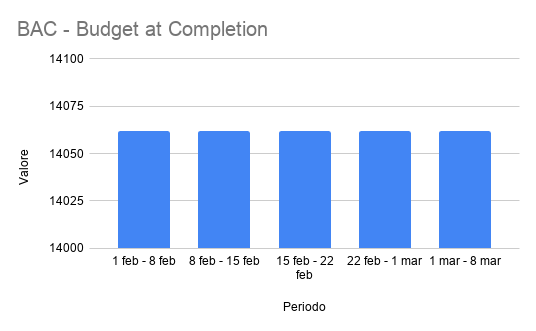 BAC - Budget at Completion
14100
14075
14050
14025
14000
Valore
1 feb - 8 feb
8 feb - 15 feb
15 feb - 22
feb
22 feb - 1 mar
1 mar - 8 mar
Periodo